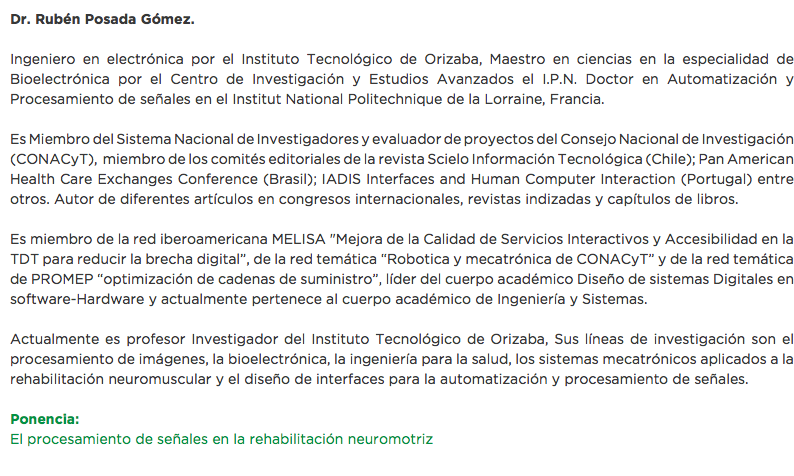 Dr. Rubén Posada Gómez.
Ingeniero en electrónica por el Instituto Tecnológico de Orizaba, Maestro en ciencias en la especialidad de
Bioelectrónica por el Centro de Investigación y Estudios Avanzados el I.P.N. Doctor en Automatización y
Procesamiento de señales en el Institut National Politechnique de la Lorraine, Francia.
Es Miembro del Sistema Nacional de Investigadores y evaluador de proyectos del Consejo Nacional de Investigación
(CONACyT), miembro de los comités editoriales de la revista Scielo Información Tecnológica (Chile); Pan American
Health Care Exchanges Conference (Brasil); IADIS Interfaces and Human Computer Interaction (Portugal) entre
otros. Autor de diferentes artículos en congresos internacionales, revistas indizadas y capítulos de libros.
Es miembro de la red iberoamericana MELISA "Mejora de la Calidad de Servicios Interactivos y Accesibilidad en la
TDT para reducir la brecha digital”, de la red temática “Robotica y mecatrónica de CONACyT” y de la red temática
de PROMEP “optimización de cadenas de suministro”, líder del cuerpo académico Diseño de sistemas Digitales en
software-Hardware y actualmente pertenece al cuerpo académico de Ingeniería y Sistemas.
Actualmente es profesor Investigador del Instituto Tecnológico de Orizaba, Sus líneas de investigación son el
procesamiento de imágenes, la bioelectrónica, la ingeniería para la salud, los sistemas mecatrónicos aplicados a la
rehabilitación neuromuscular y el diseño de interfaces para la automatización y procesamiento de señales.
Ponencia:
El procesamiento de señales en la rehabilitación neuromotriz